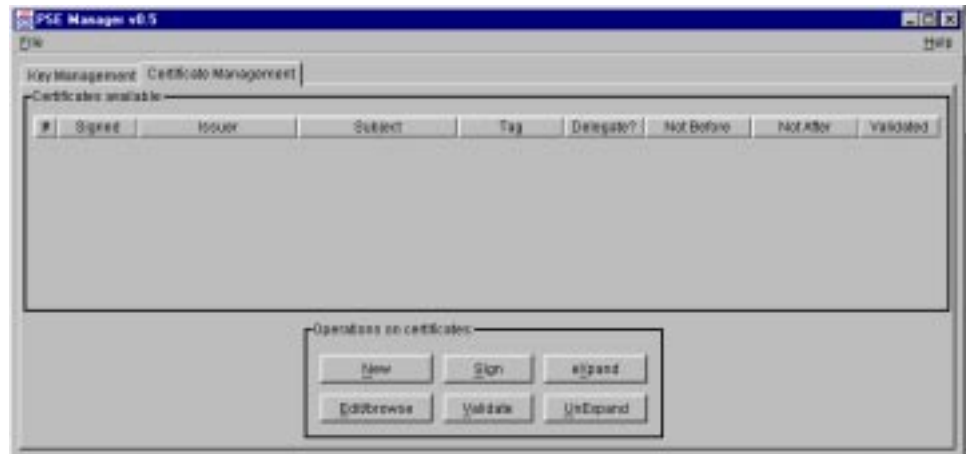 PSE Manager v0.5
File Help
Key Management Certificate Management
Certificates available
# Signed Issuer Subject Tag Delegate? Not Before Not After Validated
Operations on certificates
New Sign eXpand
Edit/browse Validate UnExpand